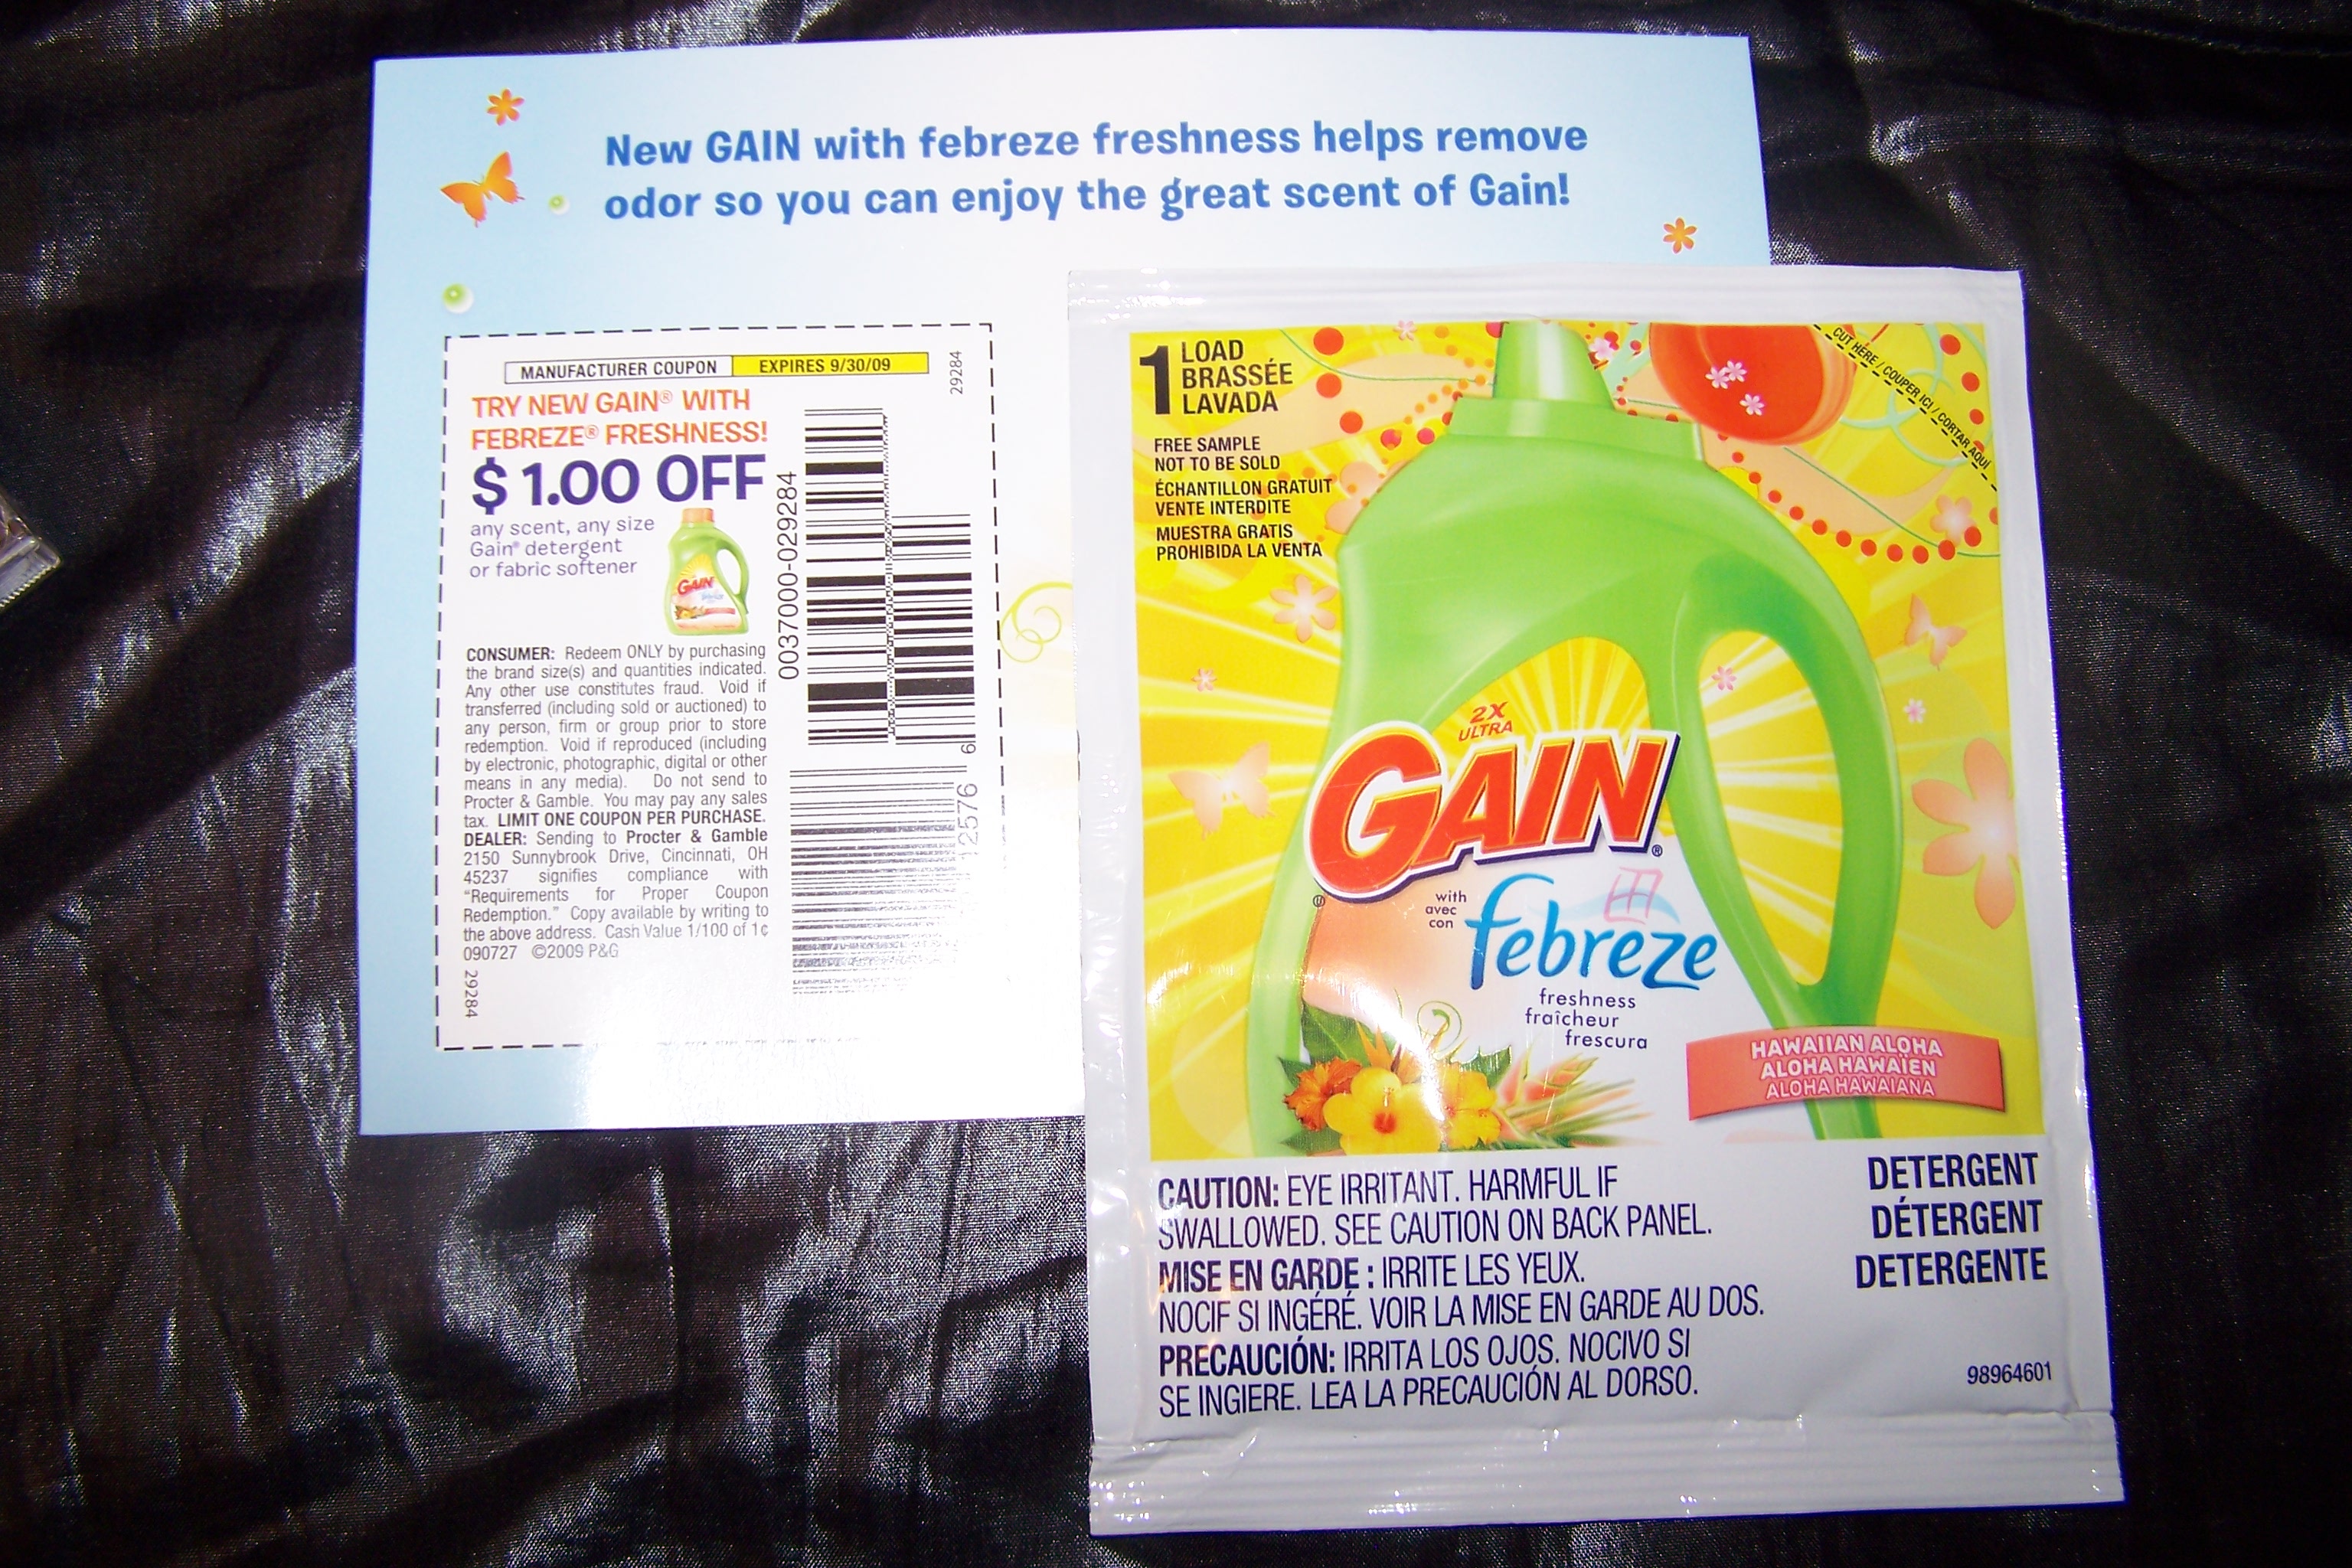 New GAIN with febreze freshness helps remove
odor so you can enjoy the great scent of Gain!
MANUFACTURER COUPON EXPIRES 9/30/09
29284
TRY NEW GAIN® WITH
FEBREZE® FRESHNESS!
$1.00 OFF
any scent, any size
Gain® detergent
or fabric softener
GAIN
febreze
0037000-029284
6
12576
CONSUMER: Redeem ONLY by purchasing
the brand size(s) and quantities indicated.
Any other use constitutes fraud. Void if
transferred (including sold or auctioned) to
any person, firm or group prior to store
redemption. Void if reproduced (including
by electronic, photographic, digital or other
means in any media). Do not send to
Procter & Gamble. You may pay any sales
tax. LIMIT ONE COUPON PER PURCHASE.
DEALER: Sending to Procter & Gamble
2150 Sunnybrook Drive, Cincinnati, OH
45237 signifies compliance with
“Requirements for Proper Coupon
Redemption.” Copy available by writing to
the above address. Cash Value 1/100 of 1¢
090727 ©2009 P&G
29284
1 LOAD
BRASSÉE
LAVADA
FREE SAMPLE
NOT TO BE SOLD
ÉCHANTILLON GRATUIT
VENTE INTERDITE
MUESTRA GRATIS
PROHIBIDA LA VENTA
CUT HERE / COUPER ICI / CORTAR AQUÍ
2X
ULTRA
GAIN®
with
avec
con
febreze
freshness
fraîcheur
frescura
HAWAIIAN ALOHA
ALOHA HAWAÏEN
ALOHA HAWAIANA
CAUTION: EYE IRRITANT. HARMFUL IF
SWALLOWED. SEE CAUTION ON BACK PANEL.
MISE EN GARDE : IRRITE LES YEUX.
NOCIF SI INGÉRÉ. VOIR LA MISE EN GARDE AU DOS.
PRECAUCIÓN: IRRITA LOS OJOS. NOCIVO SI
SE INGIERE. LEA LA PRECAUCIÓN AL DORSO.
DETERGENT
DÉTERGENT
DETERGENTE
98964601